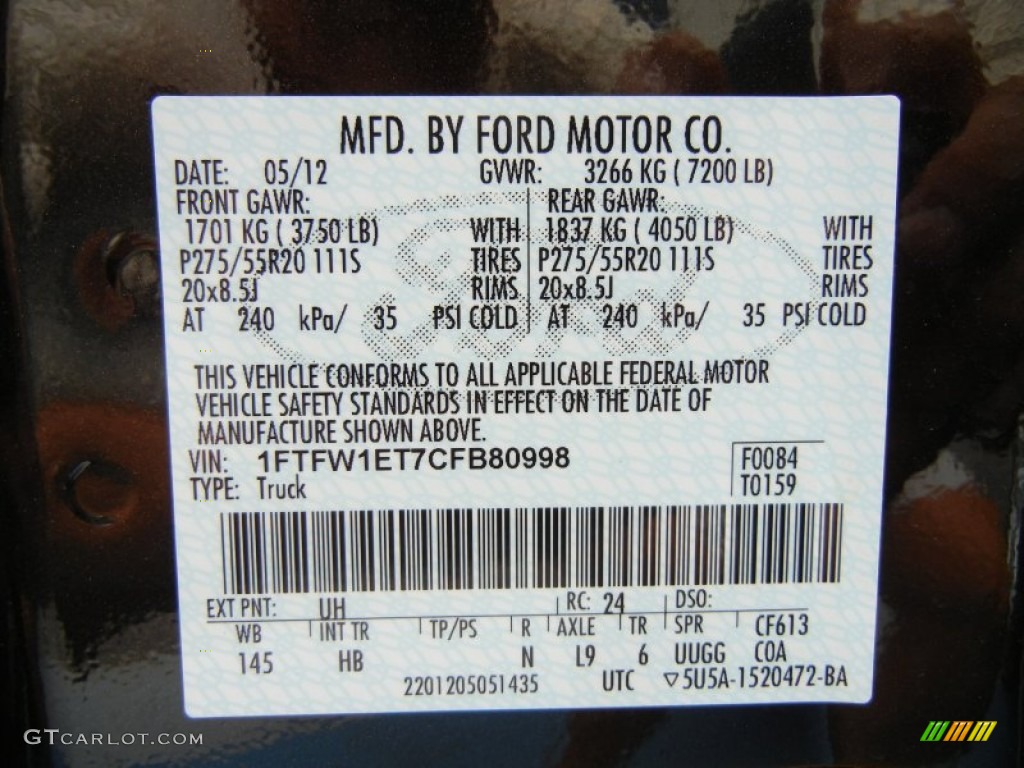 MFD. BY FORD MOTOR CO.
DATE: 05/12 GVWR: 3266 KG ( 7200 LB)
FRONT GAWR: REAR GAWR:
1701 KG ( 3750 LB) WITH 1837 KG ( 4050 LB) WITH
P275/55R20 111S TIRES P275/55R20 111S TIRES
20x8.5J RIMS 20x8.5J RIMS
AT 240 kPa/ 35 PSI COLD AT 240 kPa/ 35 PSI COLD
THIS VEHICLE CONFORMS TO ALL APPLICABLE FEDERAL MOTOR
VEHICLE SAFETY STANDARDS IN EFFECT ON THE DATE OF
MANUFACTURE SHOWN ABOVE.
VIN: 1FTFW1ET7CFB80998 F0084
TYPE: Truck T0159
EXT PNT: UH RC: 24 DSO:
WB INT TR TP/PS R AXLE TR SPR CF613
145 HB N L9 6 UUGG COA
2201205051435 UTC ▽5U5A-1520472-BA
GTCARLOT.COM